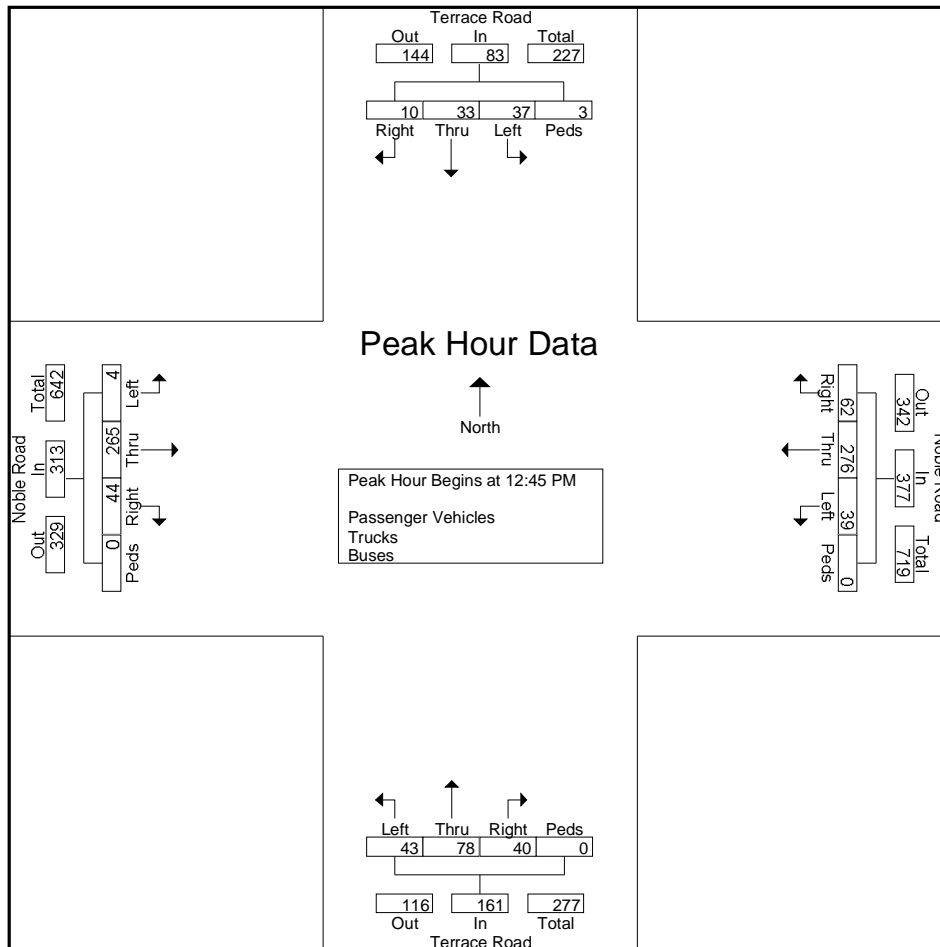 Terrace Road
Out In Total
144 83 227
10 33 37 3
Right Thru Left Peds
Peak Hour Data
North
Peak Hour Begins at 12:45 PM
Passenger Vehicles
Trucks
Buses
Noble Road
Total In Out
642 313 329
4 265 44 0
Left Thru Right Peds
Right Thru Left Peds
62 276 39 0
Out In Total
342 377 719
Noble Road
Left Thru Right Peds
43 78 40 0
116 161 277
Out In Total
Terrace Road